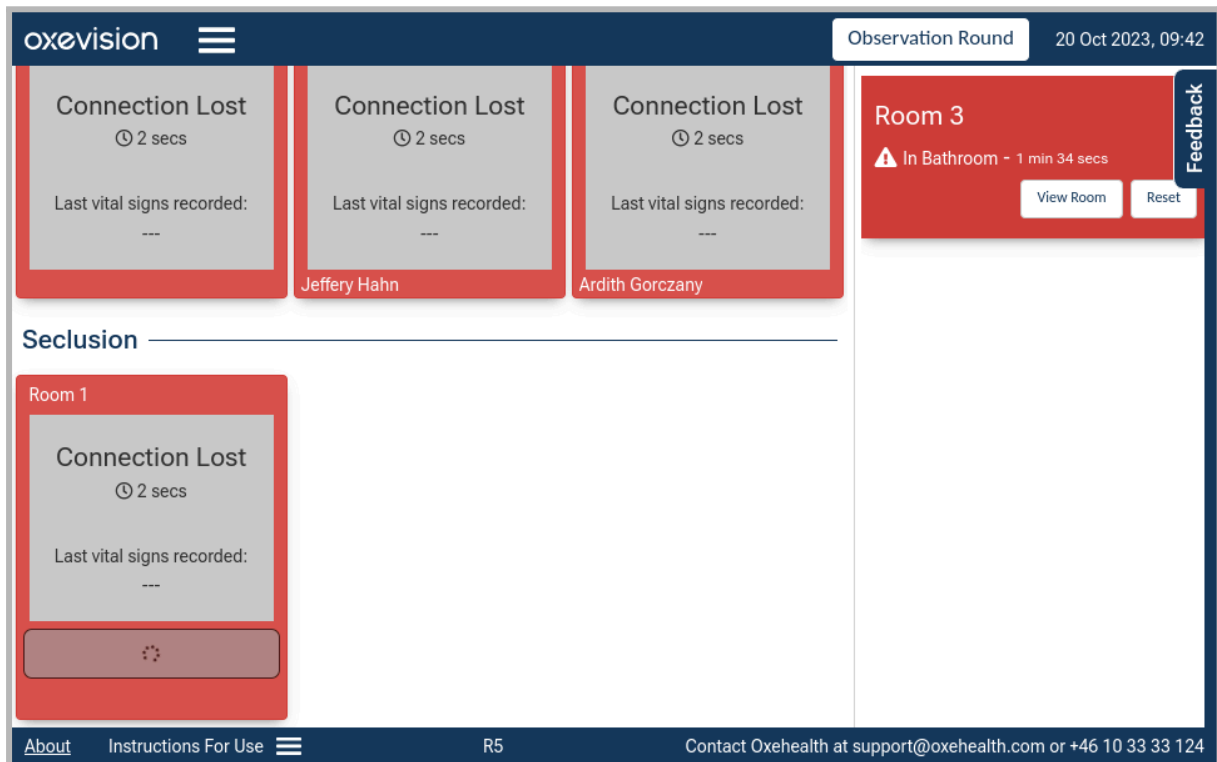 oxevision
Observation Round
20 Oct 2023, 09:42
Connection Lost
2 secs
Last vital signs recorded:
---
Connection Lost
2 secs
Last vital signs recorded:
---
Jeffery Hahn
Connection Lost
2 secs
Last vital signs recorded:
---
Ardith Gorczany
Room 3
In Bathroom - 1 min 34 secs
View Room
Reset
Feedback
Seclusion
Room 1
Connection Lost
2 secs
Last vital signs recorded:
---
About
Instructions For Use
R5
Contact Oxehealth at support@oxehealth.com or +46 10 33 33 124